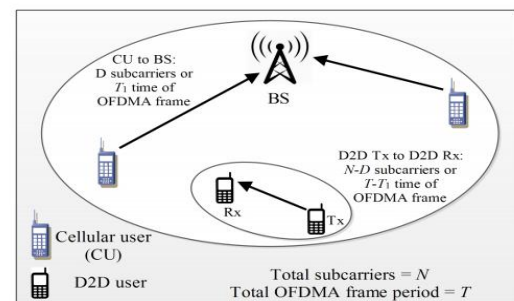 CU to BS:
D subcarriers or
T₁ time of
OFDMA frame
BS
D2D Tx to D2D Rx:
N-D subcarriers or
T-T₁ time of
OFDMA frame
Rx
Tx
Cellular user
(CU)
D2D user
Total subcarriers = N
Total OFDMA frame period = T